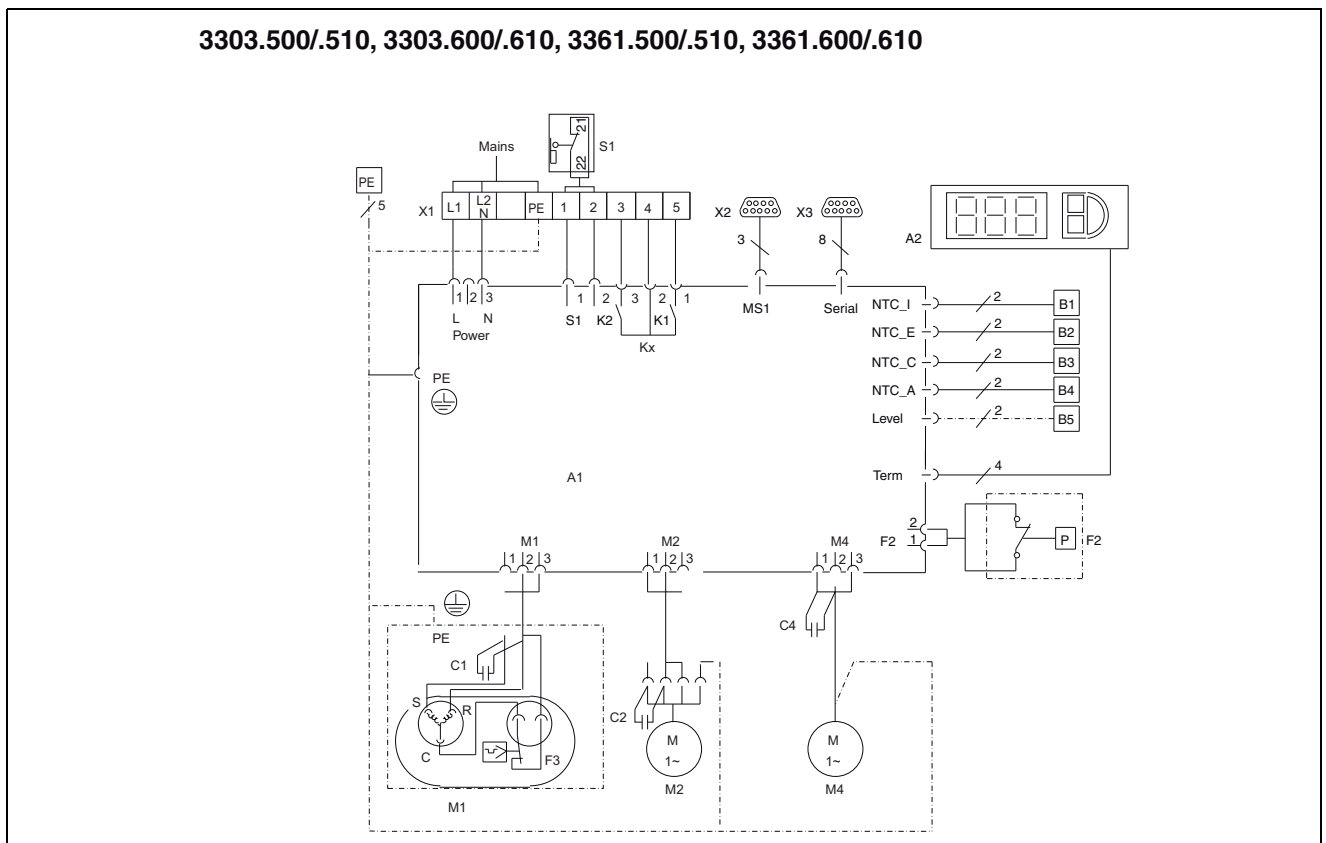 3303.500/.510, 3303.600/.610, 3361.500/.510, 3361.600/.610
Mains
21
22
S1
PE
5
X1
L1
L2
N
PE
1
2
3
4
5
X2
X3
3
8
A2
1 2 3
L N
Power
1 2
S1
3 2 1
K2 K1
Kx
MS1
Serial
NTC_I 2 B1
NTC_E 2 B2
NTC_C 2 B3
NTC_A 2 B4
Level 2 B5
Term 4
PE
A1
2
F2 1
P F2
M1
1 2 3
M2
1 2 3
M4
1 2 3
PE
C1
C4
S
R
C
F3
C2
M
1~
M
1~
M2
M4
M1